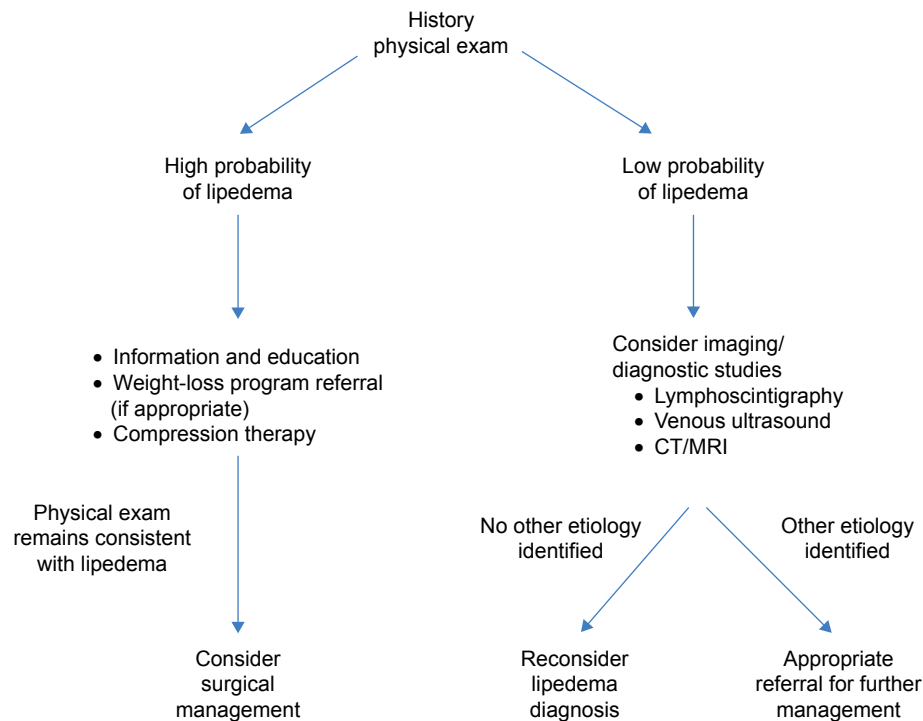 History
physical exam
High probability
of lipedema
Low probability
of lipedema
• Information and education
• Weight-loss program referral
(if appropriate)
• Compression therapy
Consider imaging/
diagnostic studies
• Lymphoscintigraphy
• Venous ultrasound
• CT/MRI
Physical exam
remains consistent
with lipedema
No other etiology
identified
Other etiology
identified
Consider
surgical
management
Reconsider
lipedema
diagnosis
Appropriate
referral for further
management